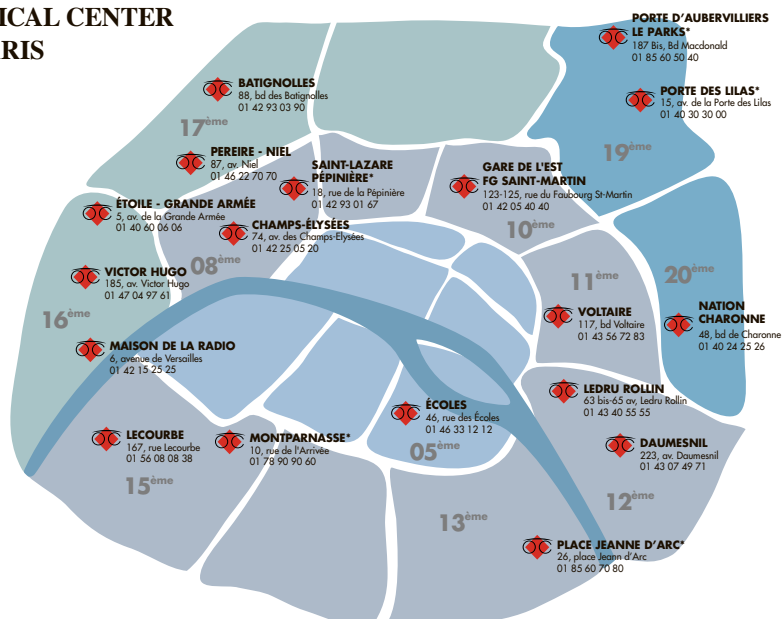 ICAL CENTER
RIS
PORTE D'AUBERVILLIERS
LE PARKS*
187 Bis, Bd Macdonald
01 85 60 50 40
BATIGNOLLES
88, bd des Batignolles
01 42 93 03 90
PORTE DES LILAS*
15, av. de la Porte des Lilas
01 40 30 30 00
17ème
19ème
PEREIRE - NIEL
87, av. Niel
01 46 22 70 70
SAINT-LAZARE
PÉPINIÈRE*
18, rue de la Pépinière
01 42 93 01 67
GARE DE L'EST
FG SAINT-MARTIN
123-125, rue du Faubourg St-Martin
01 42 05 40 40
10ème
ÉTOILE - GRANDE ARMÉE
5, av. de la Grande Armée
01 40 60 06 06
CHAMPS-ÉLYSÉES
74, av. des Champs-Elysées
01 42 25 05 20
08ème
11ème
20ème
VICTOR HUGO
185, av. Victor Hugo
01 47 04 97 61
16ème
VOLTAIRE
117, bd Voltaire
01 43 56 72 83
NATION
CHARONNE
48, bd de Charonne
01 40 24 25 26
MAISON DE LA RADIO
6, avenue de Versailles
01 42 15 25 25
LEDRU ROLLIN
63 bis-65 av, Ledru Rollin
01 43 40 55 55
ÉCOLES
46, rue des Écoles
01 46 33 12 12
05ème
LECOURBE
167, rue Lecourbe
01 56 08 08 38
15ème
MONTPARNASSE*
10, rue de l'Arrivée
01 78 90 90 60
DAUMESNIL
223, av. Daumesnil
01 43 07 49 71
12ème
13ème
PLACE JEANNE D'ARC*
26, place Jeann d'Arc
01 85 60 70 80